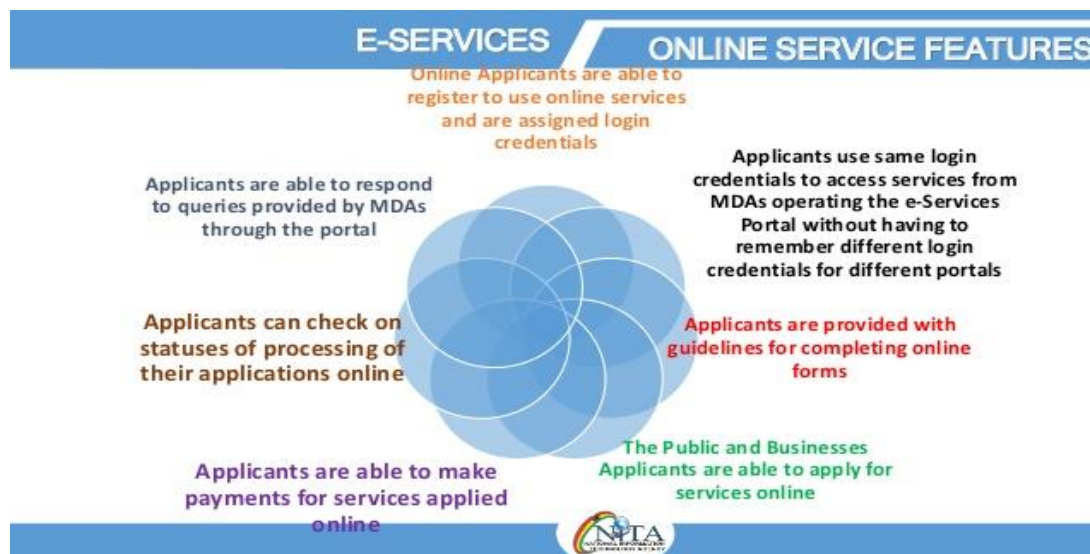 E-SERVICES
ONLINE SERVICE FEATURES
Online Applicants are able to
register to use online services
and are assigned login
credentials
Applicants use same login
credentials to access services from
MDAs operating the e-Services
Portal without having to
remember different login
credentials for different portals
Applicants are provided with
guidelines for completing online
forms
The Public and Businesses
Applicants are able to apply for
services online
Applicants are able to make
payments for services applied
online
Applicants can check on
statuses of processing of
their applications online
Applicants are able to respond
to queries provided by MDAs
through the portal
NITA
NATIONAL INFORMATION
TECHNOLOGY AGENCY